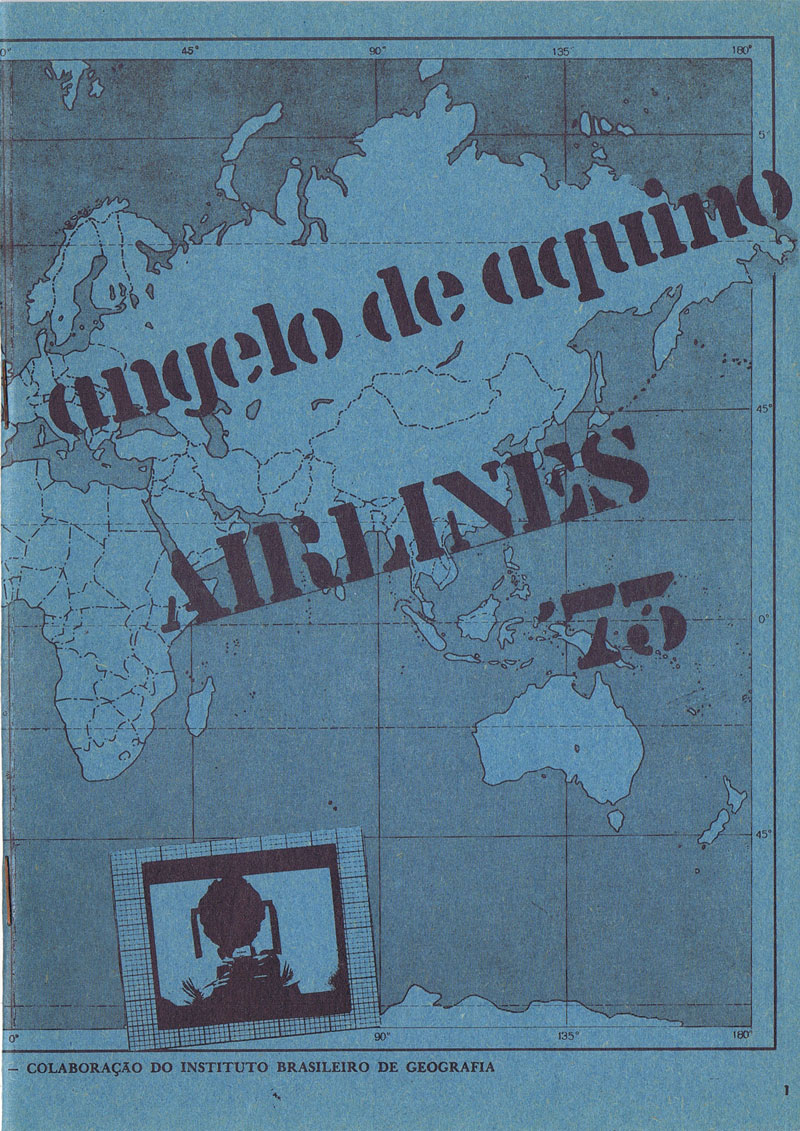 0° 45° 90° 135° 180°
5
angelo de aquino
45°
AIRLINES
'73
0°
45°
0° 90° 135° 180°
– COLABORAÇÃO DO INSTITUTO BRASILEIRO DE GEOGRAFIA
1